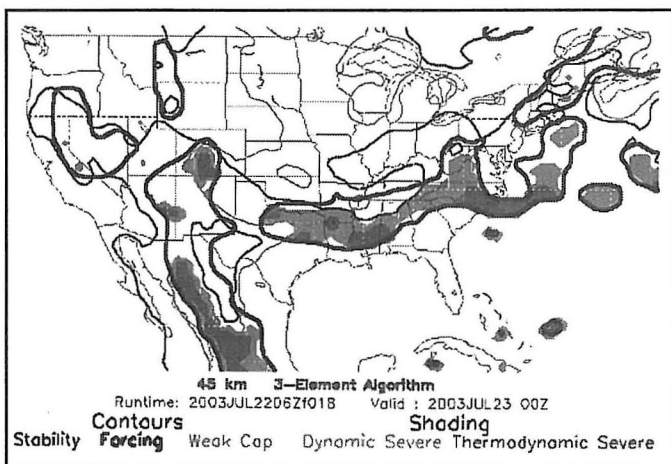 45 km 3-Element Algorithm
Runtime: 2003JUL2206Zf018 Valid : 2003JUL23 00Z
Contours Shading
Stability Forcing Weak Cap Dynamic Severe Thermodynamic Severe